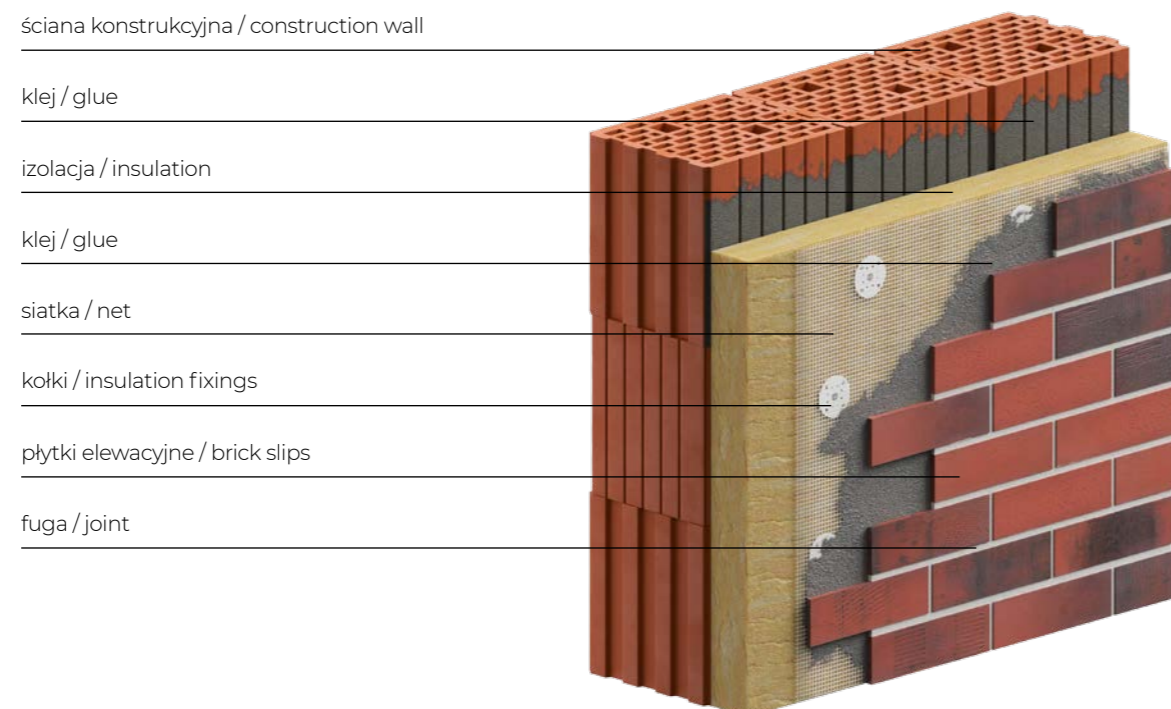 ściana konstrukcyjna / construction wall
klej / glue
izolacja / insulation
klej / glue
siatka / net
kołki / insulation fixings
płytki elewacyjne / brick slips
fuga / joint